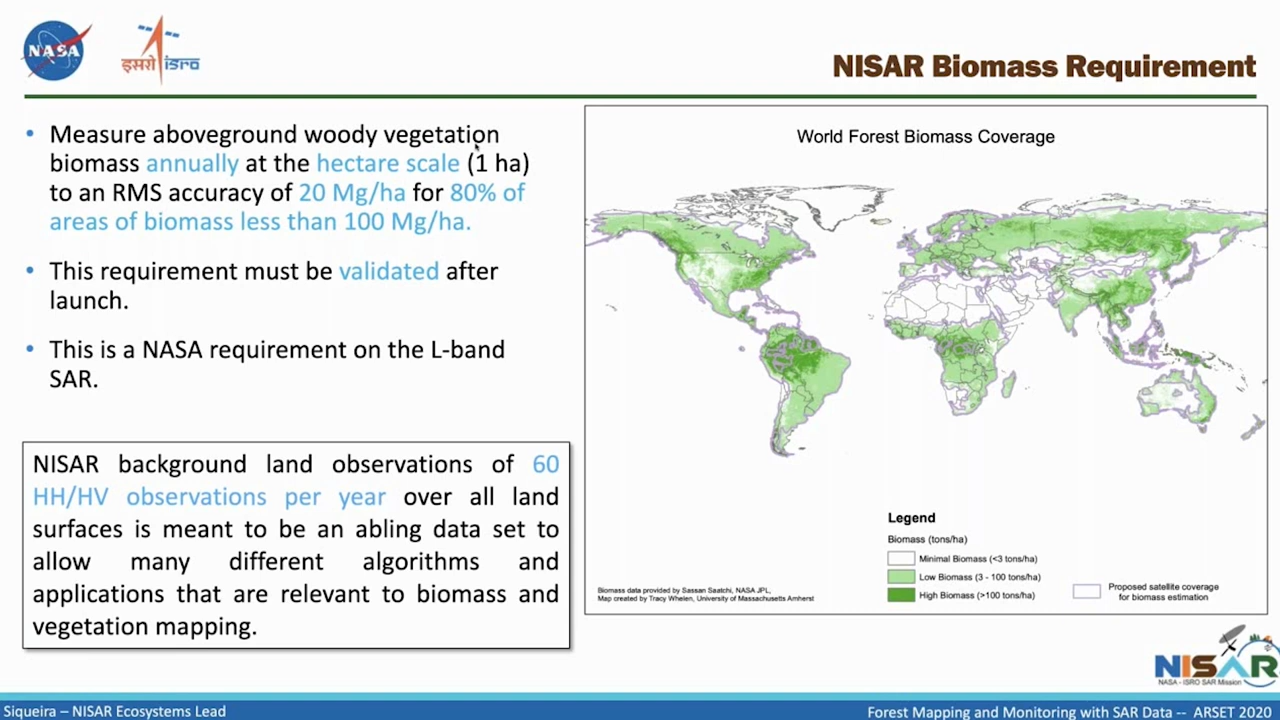 NASA
इसरो isro
NISAR Biomass Requirement
• Measure aboveground woody vegetation
biomass annually at the hectare scale (1 ha)
to an RMS accuracy of 20 Mg/ha for 80% of
areas of biomass less than 100 Mg/ha.
• This requirement must be validated after
launch.
• This is a NASA requirement on the L-band
SAR.
NISAR background land observations of 60
HH/HV observations per year over all land
surfaces is meant to be an abling data set to
allow many different algorithms and
applications that are relevant to biomass and
vegetation mapping.
World Forest Biomass Coverage
Legend
Biomass (tons/ha)
Minimal Biomass (<3 tons/ha)
Low Biomass (3 - 100 tons/ha)
High Biomass (>100 tons/ha)
Proposed satellite coverage
for biomass estimation
Biomass data provided by Sassan Saatchi, NASA JPL,
Map created by Tracy Whelen, University of Massachusetts Amherst
NISAR
NASA - ISRO SAR Mission
Siqueira – NISAR Ecosystems Lead
Forest Mapping and Monitoring with SAR Data -- ARSET 2020